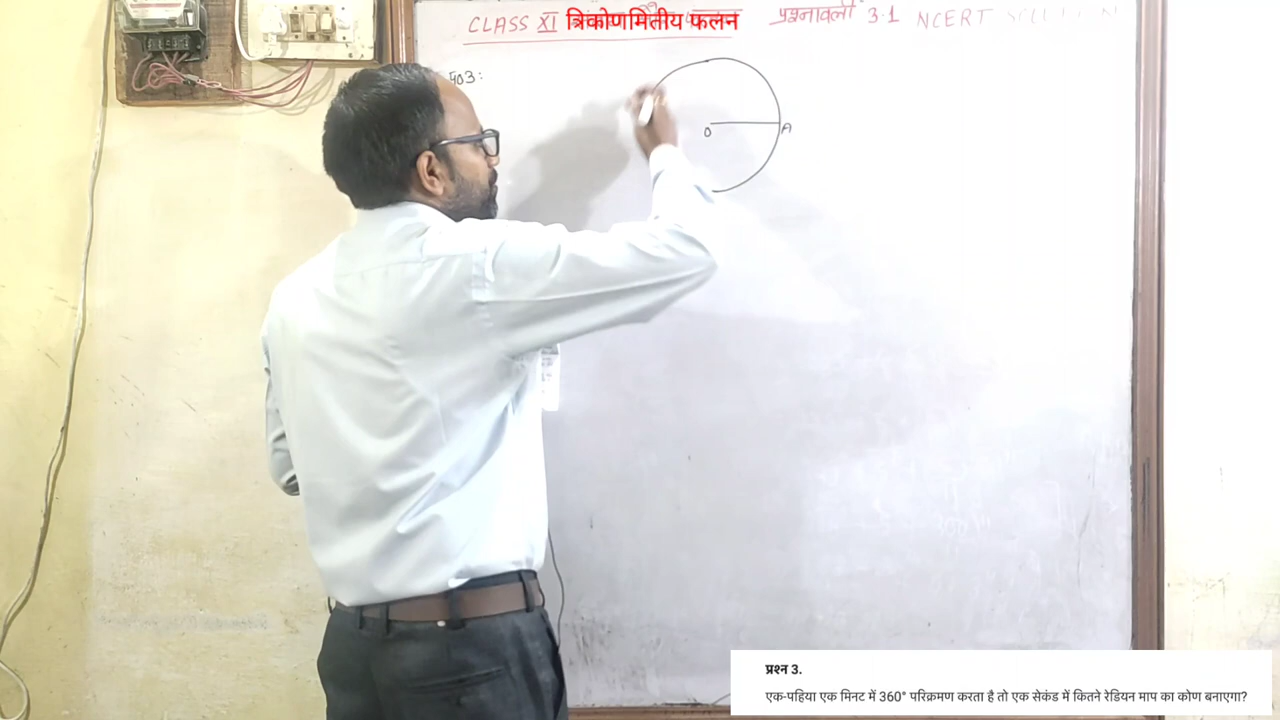 CLASS XI त्रिकोणमितीय फलन प्रश्नावली 3.1 NCERT SOLUTION
प्र03:
O A
प्रश्न 3.
एक-पहिया एक मिनट में 360° परिक्रमण करता है तो एक सेकंड में कितने रेडियन माप का कोण बनाएगा?